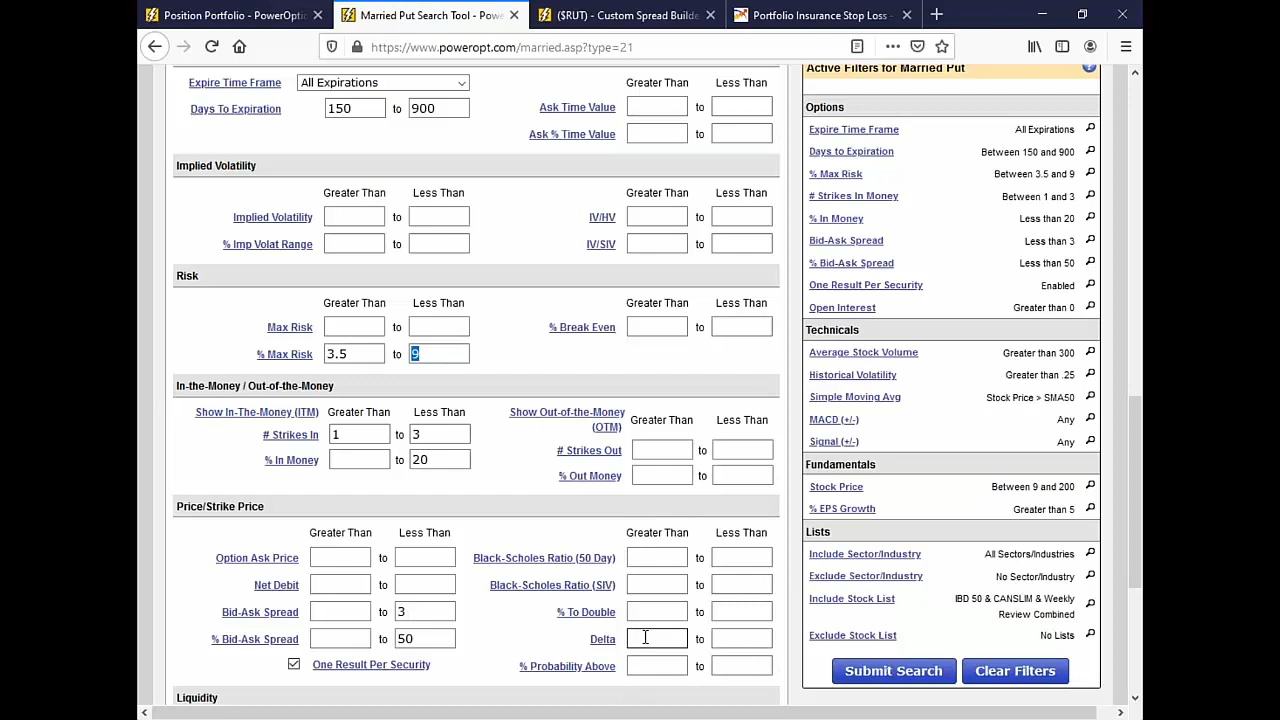 Position Portfolio - PowerOptio
Married Put Search Tool - Powe
($RUT) - Custom Spread Builde
Portfolio Insurance Stop Loss -
https://www.poweropt.com/married.asp?type=21
Expire Time Frame All Expirations
Days To Expiration 150 to 900
Greater Than Less Than
Ask Time Value to
Ask % Time Value to
Implied Volatility
Greater Than Less Than Greater Than Less Than
Implied Volatility to IV/HV to
% Imp Volat Range to IV/SIV to
Risk
Greater Than Less Than Greater Than Less Than
Max Risk to % Break Even to
% Max Risk 3.5 to 9
In-the-Money / Out-of-the-Money
Show In-The-Money (ITM) Greater Than Less Than
# Strikes In 1 to 3
% In Money to 20
Show Out-of-the-Money (OTM) Greater Than Less Than
# Strikes Out to
% Out Money to
Price/Strike Price
Greater Than Less Than Greater Than Less Than
Option Ask Price to Black-Scholes Ratio (50 Day) to
Net Debit to Black-Scholes Ratio (SIV) to
Bid-Ask Spread to 3 % To Double to
% Bid-Ask Spread to 50 Delta to
One Result Per Security % Probability Above to
Liquidity
Active Filters for Married Put
Options
Expire Time Frame All Expirations
Days to Expiration Between 150 and 900
% Max Risk Between 3.5 and 9
# Strikes In Money Between 1 and 3
% In Money Less than 20
Bid-Ask Spread Less than 3
% Bid-Ask Spread Less than 50
One Result Per Security Enabled
Open Interest Greater than 0
Technicals
Average Stock Volume Greater than 300
Historical Volatility Greater than .25
Simple Moving Avg Stock Price > SMA50
MACD (+/-) Any
Signal (+/-) Any
Fundamentals
Stock Price Between 9 and 200
% EPS Growth Greater than 5
Lists
Include Sector/Industry All Sectors/Industries
Exclude Sector/Industry No Sector/Industry
Include Stock List IBD 50 & CANSLIM & Weekly
Review Combined
Exclude Stock List No Lists
Submit Search Clear Filters